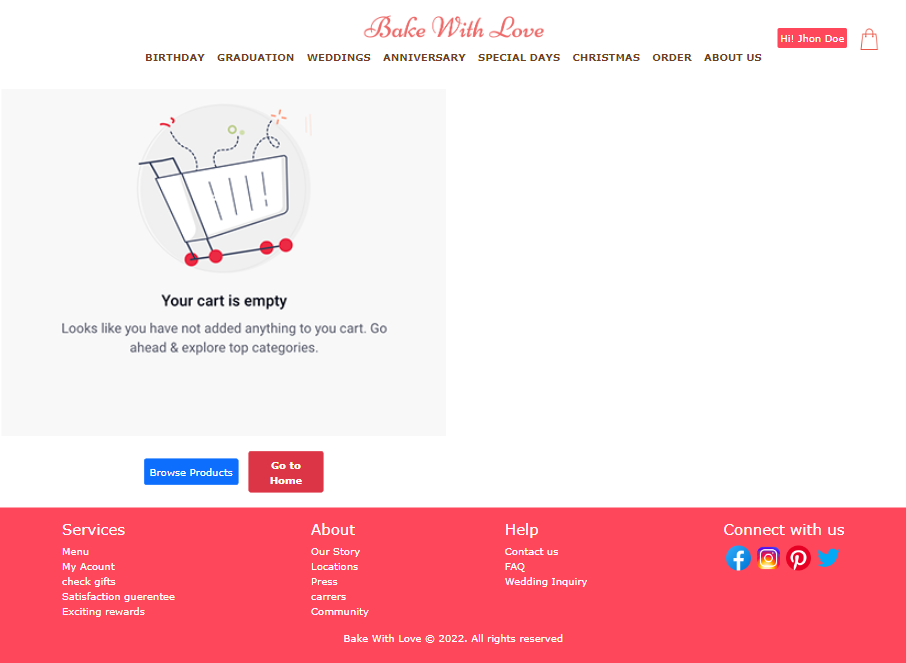 Bake With Love
Hi! Jhon Doe
BIRTHDAY GRADUATION WEDDINGS ANNIVERSARY SPECIAL DAYS CHRISTMAS ORDER ABOUT US
Your cart is empty
Looks like you have not added anything to you cart. Go
ahead & explore top categories.
Browse Products
Go to
Home
Services
Menu
My Acount
check gifts
Satisfaction guerentee
Exciting rewards
About
Our Story
Locations
Press
carrers
Community
Help
Contact us
FAQ
Wedding Inquiry
Connect with us
Bake With Love © 2022. All rights reserved